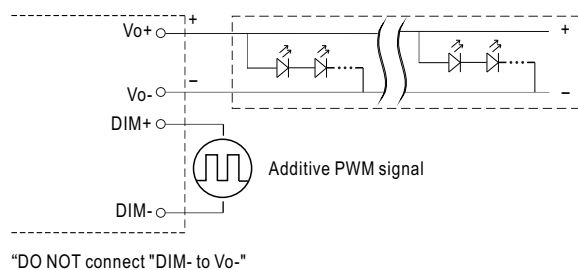 Vo+
+
+
Vo-
−
−
DIM+
Additive PWM signal
DIM-
“DO NOT connect "DIM- to Vo-"